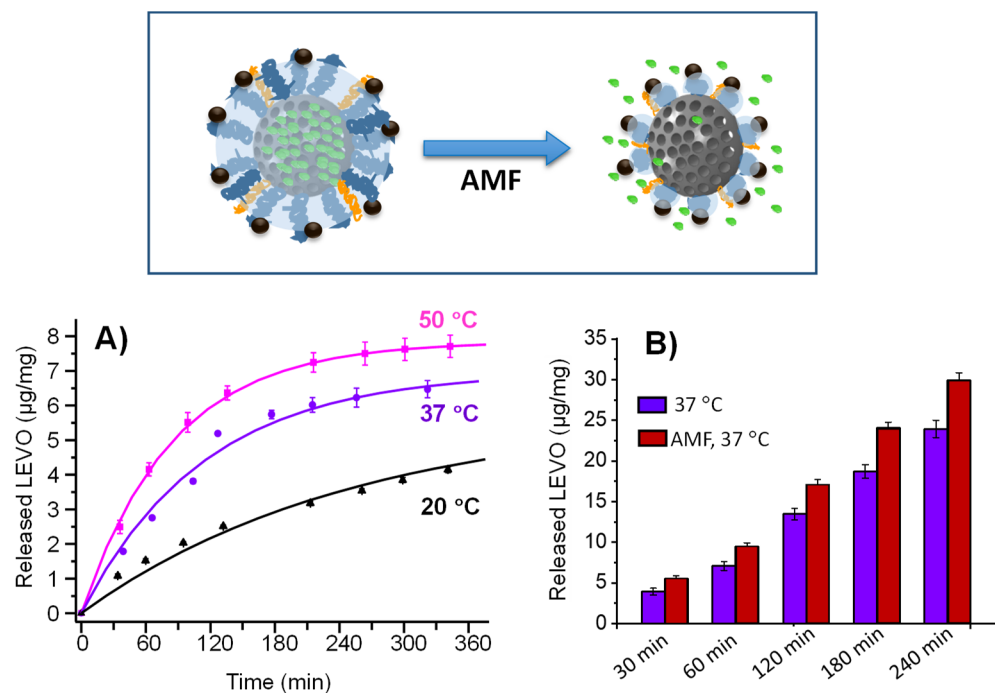 AMF
A)
50 °C
37 °C
20 °C
Released LEVO (µg/mg)
8
7
6
5
4
3
2
1
0
0 60 120 180 240 300 360
Time (min)
B)
37 °C
AMF, 37 °C
Released LEVO (µg/mg)
35
30
25
20
15
10
5
0
30 min 60 min 120 min 180 min 240 min